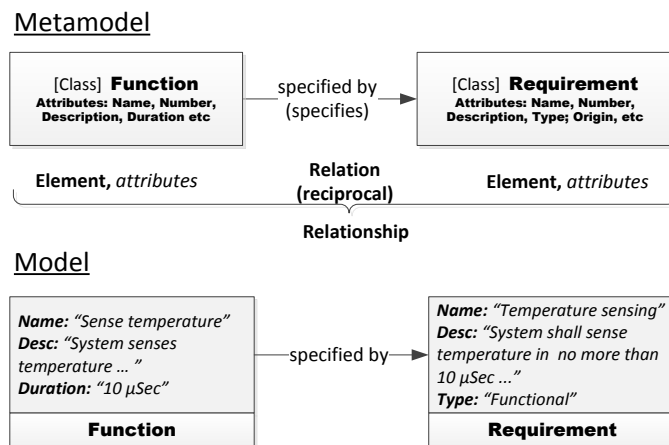 Metamodel
[Class] Function
Attributes: Name, Number,
Description, Duration etc
specified by
(specifies)
[Class] Requirement
Attributes: Name, Number,
Description, Type; Origin, etc
Element, attributes
Relation
(reciprocal)
Element, attributes
Relationship
Model
Name: “Sense temperature”
Desc: “System senses
temperature … ”
Duration: “10 µSec”
Function
specified by
Name: “Temperature sensing”
Desc: “System shall sense
temperature in no more than
10 µSec ...”
Type: “Functional”
Requirement